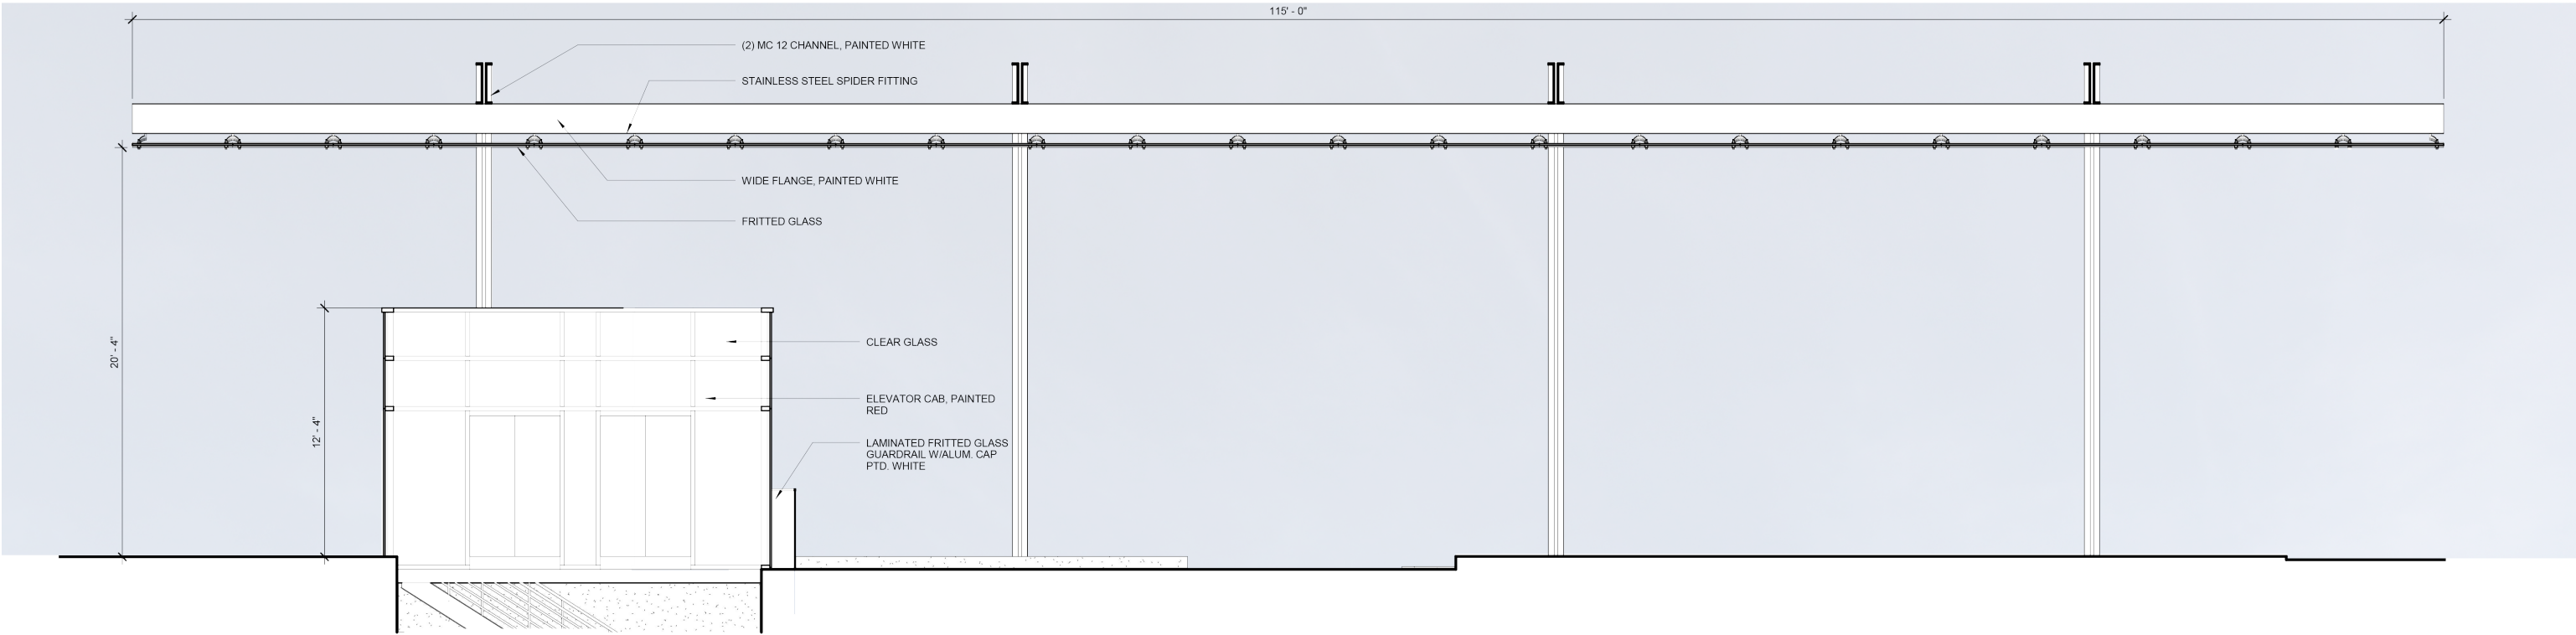 115' - 0"
(2) MC 12 CHANNEL, PAINTED WHITE
STAINLESS STEEL SPIDER FITTING
WIDE FLANGE, PAINTED WHITE
FRITTED GLASS
20' - 4"
12' - 4"
CLEAR GLASS
ELEVATOR CAB, PAINTED
RED
LAMINATED FRITTED GLASS
GUARDRAIL W/ALUM. CAP
PTD. WHITE